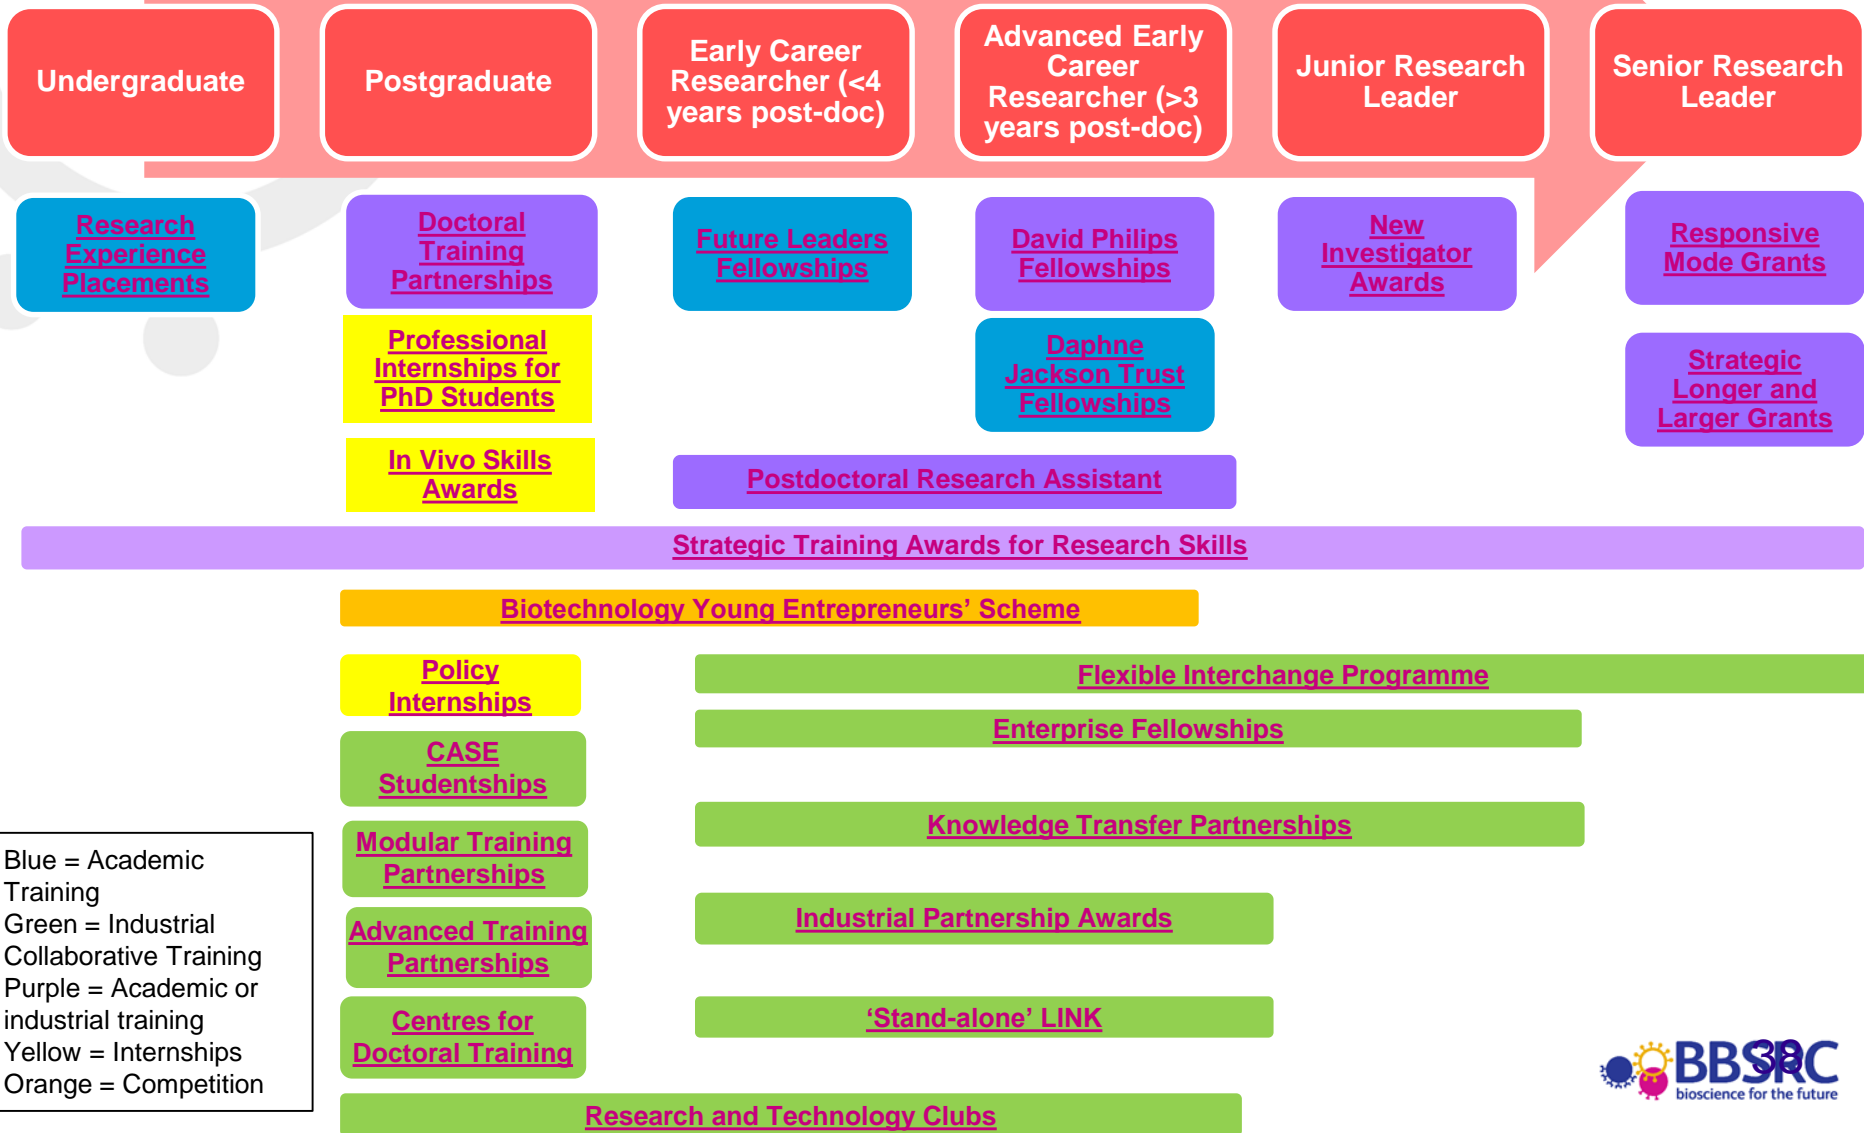 Undergraduate
Postgraduate
Early Career
Researcher (<4
years post-doc)
Advanced Early
Career
Researcher (>3
years post-doc)
Junior Research
Leader
Senior Research
Leader
Research
Experience
Placements
Doctoral
Training
Partnerships
Future Leaders
Fellowships
David Philips
Fellowships
New
Investigator
Awards
Responsive
Mode Grants
Professional
Internships for
PhD Students
Daphne
Jackson Trust
Fellowships
Strategic
Longer and
Larger Grants
In Vivo Skills
Awards
Postdoctoral Research Assistant
Strategic Training Awards for Research Skills
Biotechnology Young Entrepreneurs’ Scheme
Policy
Internships
Flexible Interchange Programme
Enterprise Fellowships
CASE
Studentships
Knowledge Transfer Partnerships
Modular Training
Partnerships
Industrial Partnership Awards
Advanced Training
Partnerships
‘Stand-alone’ LINK
Centres for
Doctoral Training
Research and Technology Clubs
Blue = Academic
Training
Green = Industrial
Collaborative Training
Purple = Academic or
industrial training
Yellow = Internships
Orange = Competition
BBSRC
38
bioscience for the future